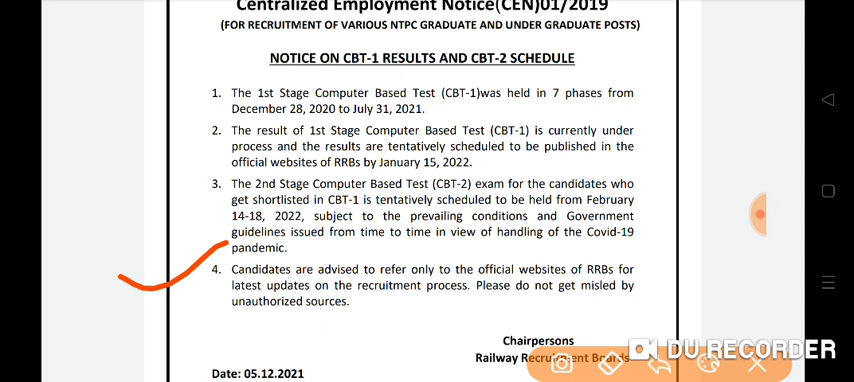 Centralized Employment Notice(CEN)01/2019
(FOR RECRUITMENT OF VARIOUS NTPC GRADUATE AND UNDER GRADUATE POSTS)
NOTICE ON CBT-1 RESULTS AND CBT-2 SCHEDULE
1. The 1st Stage Computer Based Test (CBT-1)was held in 7 phases from
December 28, 2020 to July 31, 2021.
2. The result of 1st Stage Computer Based Test (CBT-1) is currently under
process and the results are tentatively scheduled to be published in the
official websites of RRBs by January 15, 2022.
3. The 2nd Stage Computer Based Test (CBT-2) exam for the candidates who
get shortlisted in CBT-1 is tentatively scheduled to be held from February
14-18, 2022, subject to the prevailing conditions and Government
guidelines issued from time to time in view of handling of the Covid-19
pandemic.
4. Candidates are advised to refer only to the official websites of RRBs for
latest updates on the recruitment process. Please do not get misled by
unauthorized sources.
Chairpersons
Railway Recruitment Boards
DU RECORDER
Date: 05.12.2021